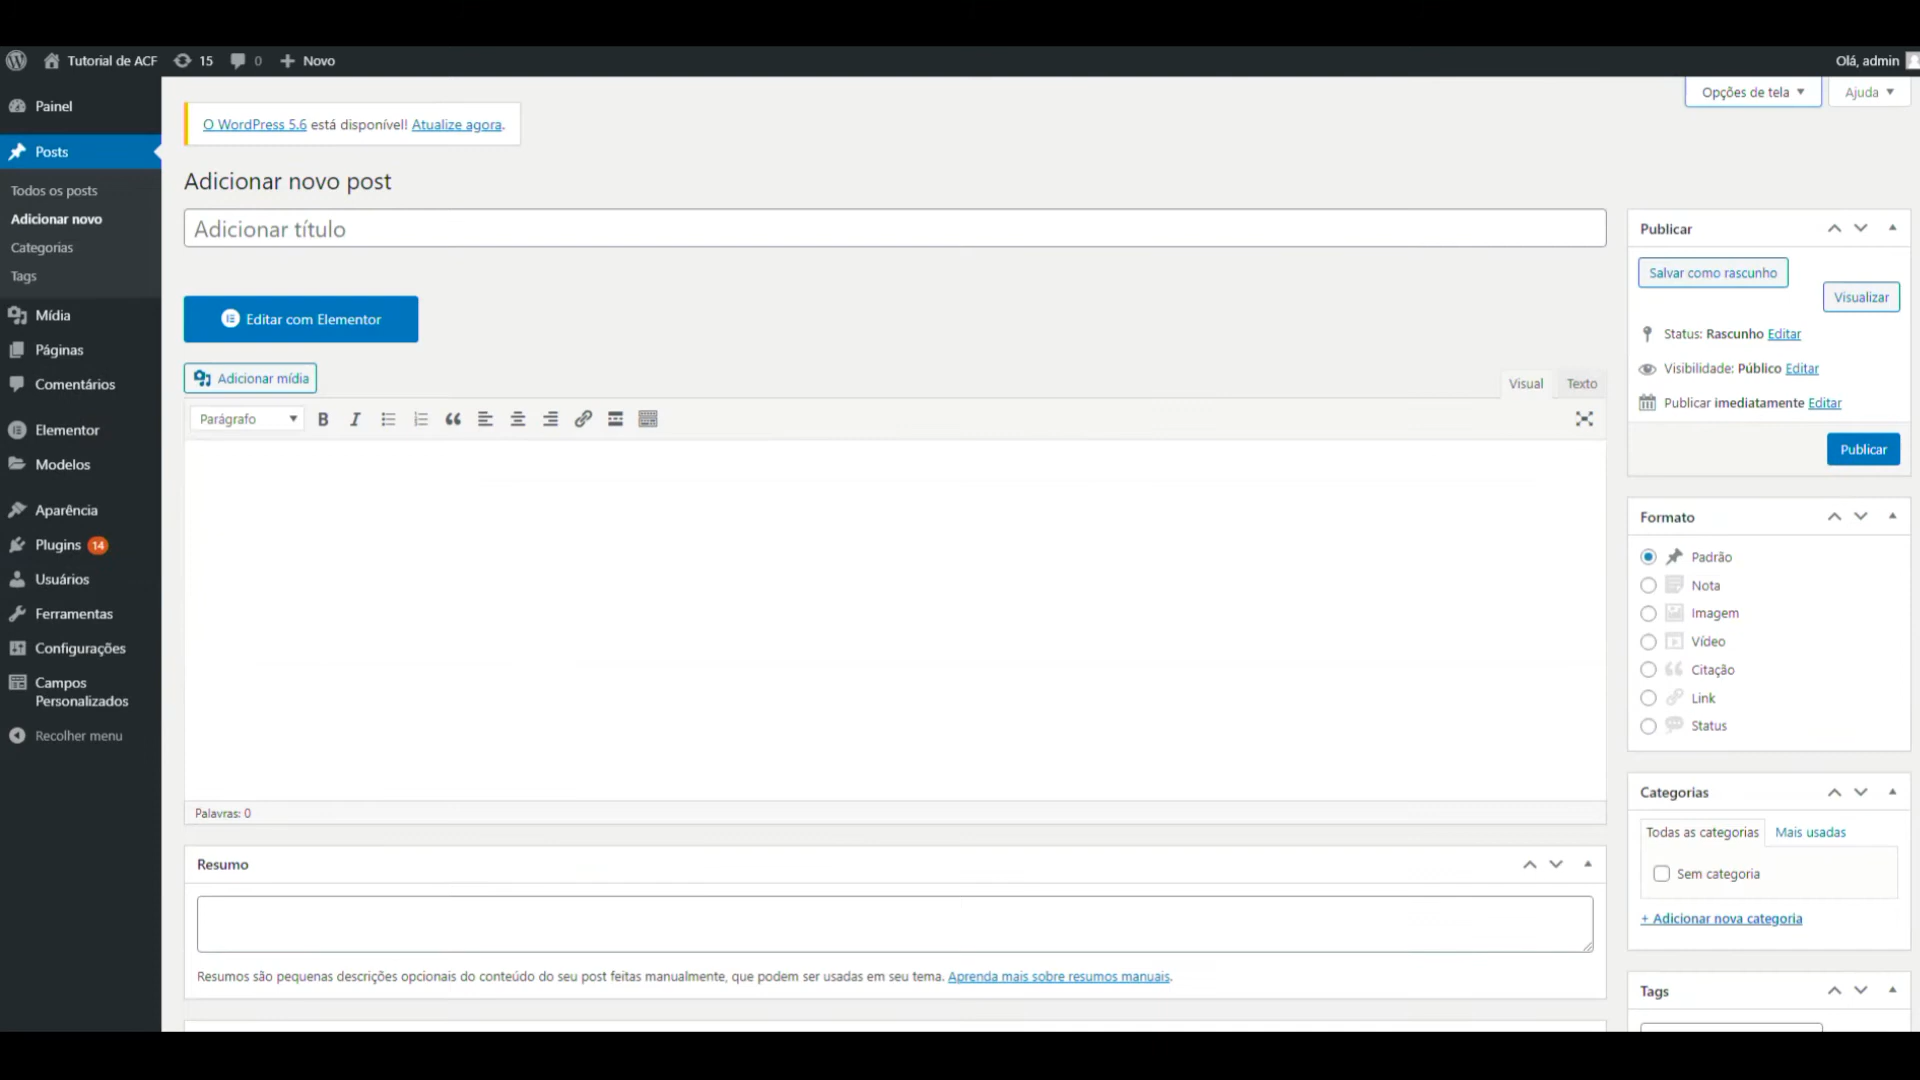 Tutorial de ACF 15 0 Novo Olá, admin
Opções de tela Ajuda
Painel
Posts
Todos os posts
Adicionar novo
Categorias
Tags
Mídia
Páginas
Comentários
Elementor
Modelos
Aparência
Plugins 14
Usuários
Ferramentas
Configurações
Campos
Personalizados
Recolher menu
O WordPress 5.6 está disponível! Atualize agora.
Adicionar novo post
Adicionar título
Editar com Elementor
Adicionar mídia
Visual Texto
Parágrafo
Palavras: 0
Resumo
Resumos são pequenas descrições opcionais do conteúdo do seu post feitas manualmente, que podem ser usadas em seu tema. Aprenda mais sobre resumos manuais.
Publicar
Salvar como rascunho
Visualizar
Status: Rascunho Editar
Visibilidade: Público Editar
Publicar imediatamente Editar
Publicar
Formato
Padrão
Nota
Imagem
Vídeo
Citação
Link
Status
Categorias
Todas as categorias Mais usadas
Sem categoria
+ Adicionar nova categoria
Tags